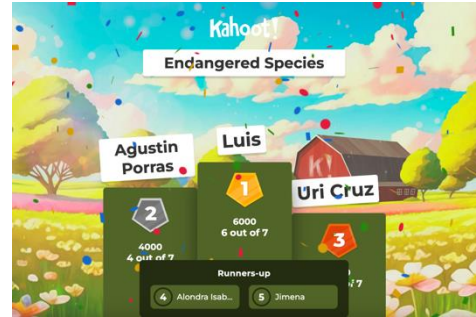 Kahoot!
Endangered Species
Luis
Agustin
Porras
Uri Cruz
1
6000
6 out of 7
2
4000
4 out of 7
3
Runners-up
4 Alondra Isab...
5 Jimena
K!